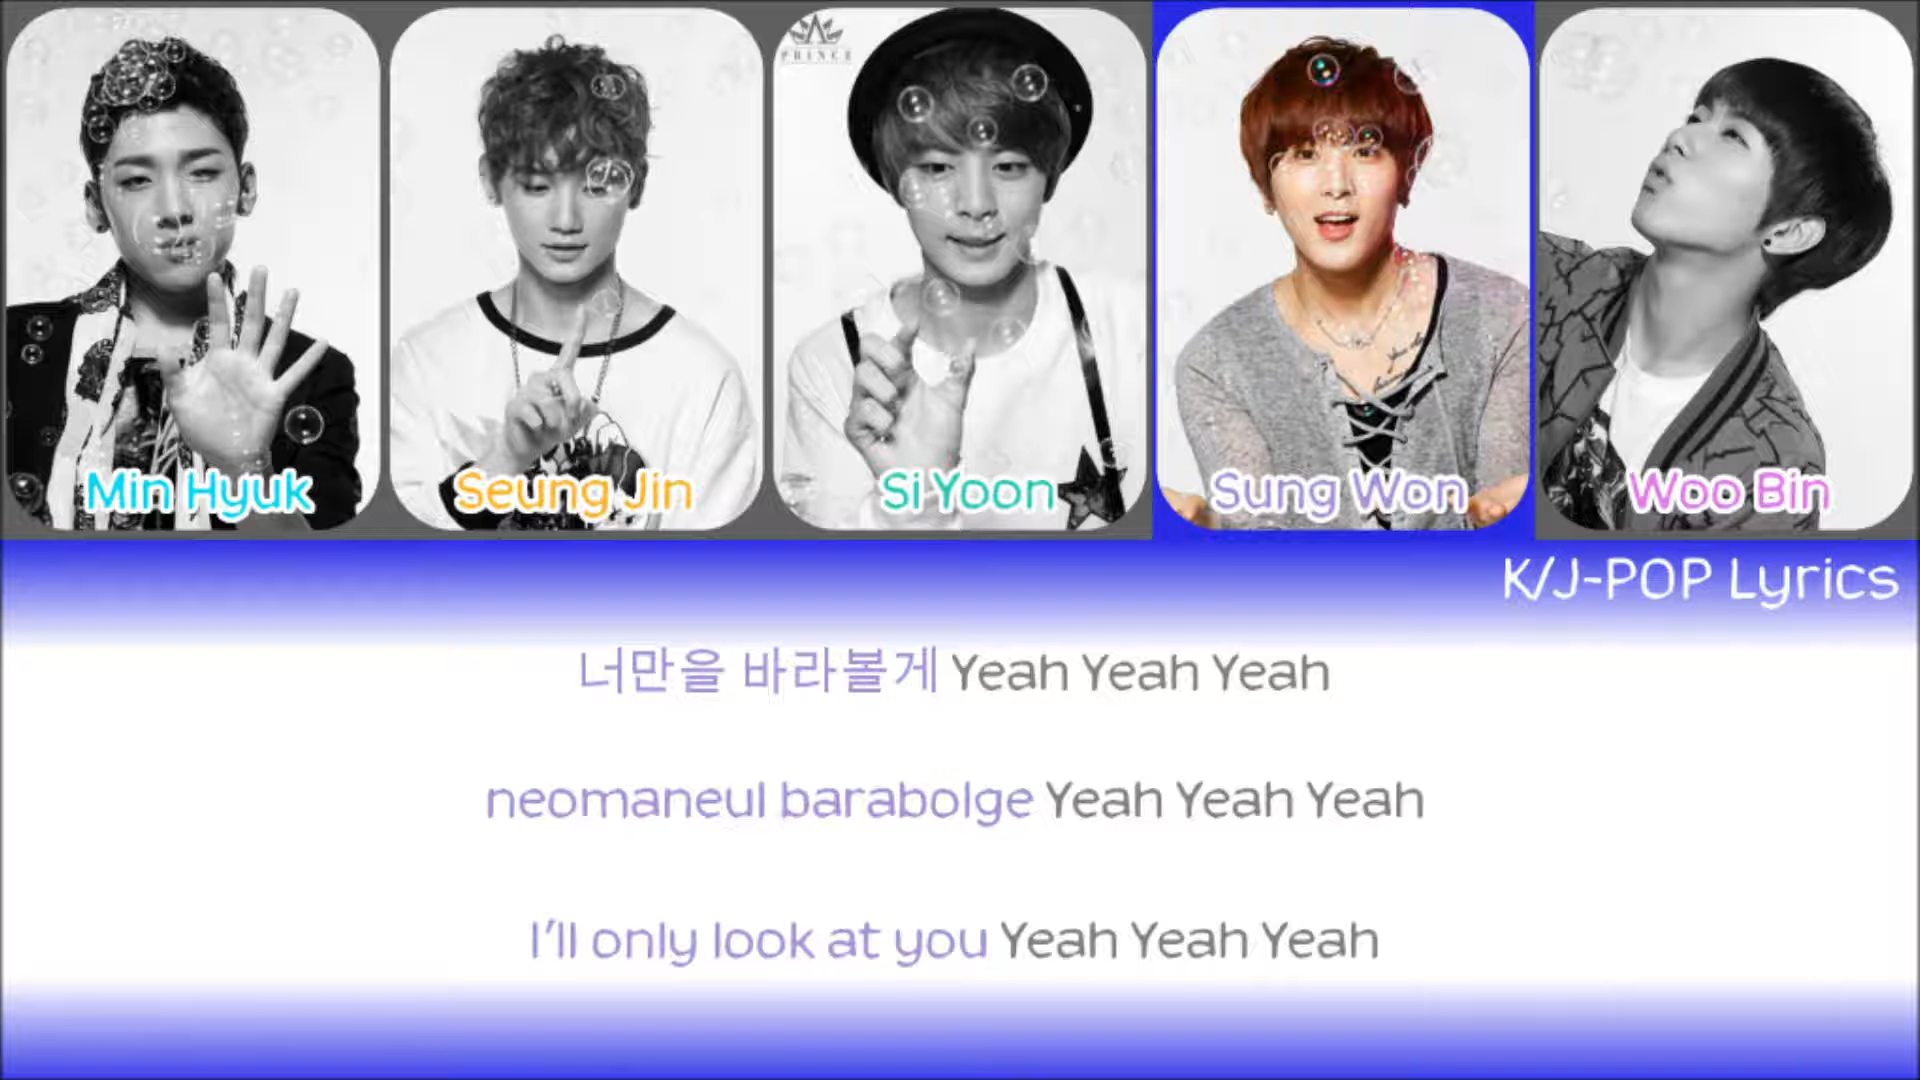 PRINCE
Min Hyuk
Seung Jin
Si Yoon
Sung Won
Woo Bin
K/J-POP Lyrics
너만을 바라볼게 Yeah Yeah Yeah
neomaneul barabolge Yeah Yeah Yeah
I'll only look at you Yeah Yeah Yeah